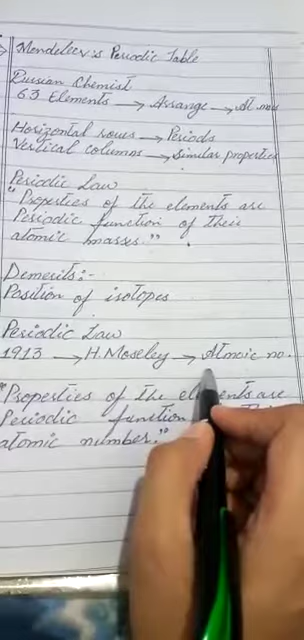 Mendeleev's Periodic Table
Russian Chemist
63 Elements → Arrange → At. mass
Horizontal rows → Periods
Vertical columns → Similar properties
Periodic Law
"Properties of the elements are
Periodic function of their
atomic masses."
Demerits:-
Position of isotopes
Periodic Law
1913 → H. Moseley → Atmoic no.
"Properties of the elements are
Periodic function
atomic number."